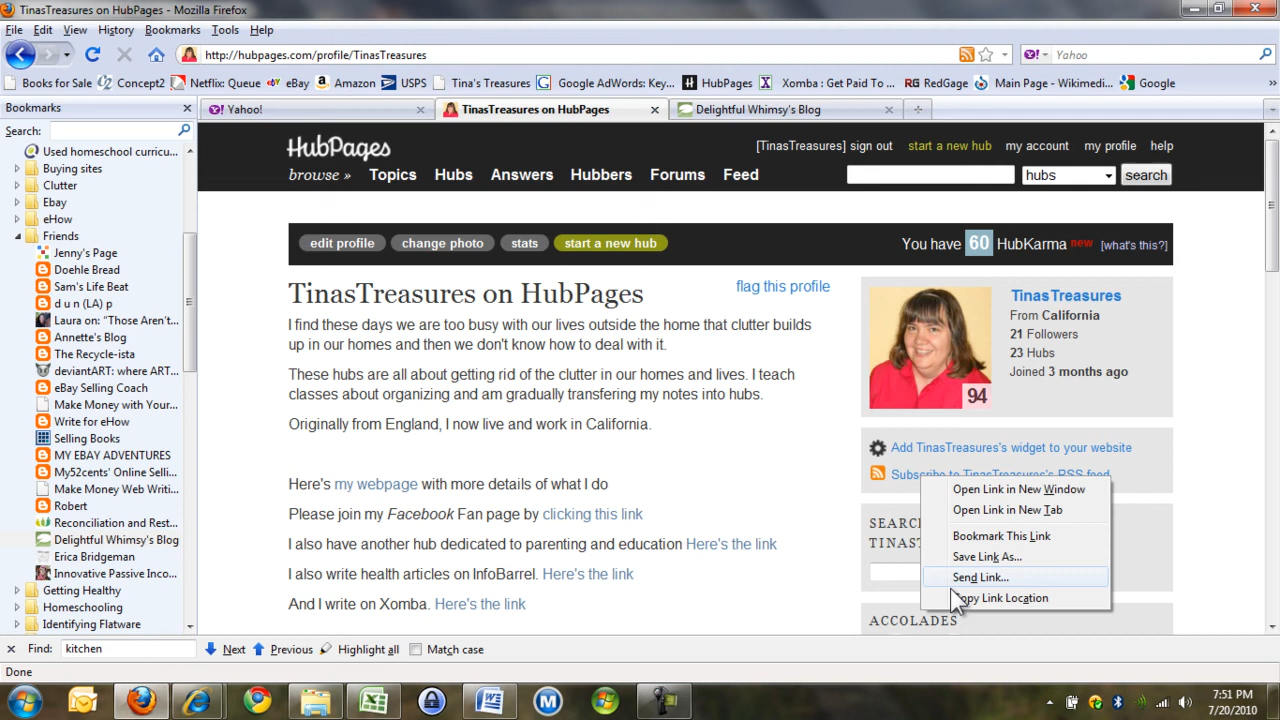 TinasTreasures on HubPages - Mozilla Firefox
File Edit View History Bookmarks Tools Help
http://hubpages.com/profile/TinasTreasures
Yahoo
Books for Sale Concept2 Netflix: Queue eBay Amazon USPS Tina's Treasures Google AdWords: Key... HubPages Xomba : Get Paid To ... RG RedGage Main Page - Wikimedi... Google »
Bookmarks
Yahoo! TinasTreasures on HubPages Delightful Whimsy's Blog
Search:
Used homeschool curricu...
Buying sites
Clutter
Ebay
eHow
Friends
Jenny's Page
Doehle Bread
Sam's Life Beat
d u n (LA) p
Laura on: “Those Aren't...
Annette's Blog
The Recycle-ista
deviantART: where ART...
eBay Selling Coach
Make Money with Your...
Write for eHow
Selling Books
MY EBAY ADVENTURES
My52cents' Online Selli...
Make Money Web Writi...
Robert
Reconciliation and Rest...
Delightful Whimsy's Blog
Erica Bridgeman
Innovative Passive Inco...
Getting Healthy
Homeschooling
Identifying Flatware
HubPages
[TinasTreasures] sign out start a new hub my account my profile help
browse » Topics Hubs Answers Hubbers Forums Feed
hubs search
edit profile change photo stats start a new hub
You have 60 HubKarma new [what's this?]
TinasTreasures on HubPages
flag this profile
I find these days we are too busy with our lives outside the home that clutter builds
up in our homes and then we don't know how to deal with it.
These hubs are all about getting rid of the clutter in our homes and lives. I teach
classes about organizing and am gradually transfering my notes into hubs.
Originally from England, I now live and work in California.
Here's my webpage with more details of what I do
Please join my Facebook Fan page by clicking this link
I also have another hub dedicated to parenting and education Here's the link
I also write health articles on InfoBarrel. Here's the link
And I write on Xomba. Here's the link
TinasTreasures
From California
21 Followers
23 Hubs
Joined 3 months ago
94
Add TinasTreasures's widget to your website
Subscribe to TinasTreasures's RSS feed
Open Link in New Window
Open Link in New Tab
Bookmark This Link
Save Link As...
Send Link...
Copy Link Location
ACCOLADES
Find: kitchen Next Previous Highlight all Match case
Done
7:51 PM
7/20/2010